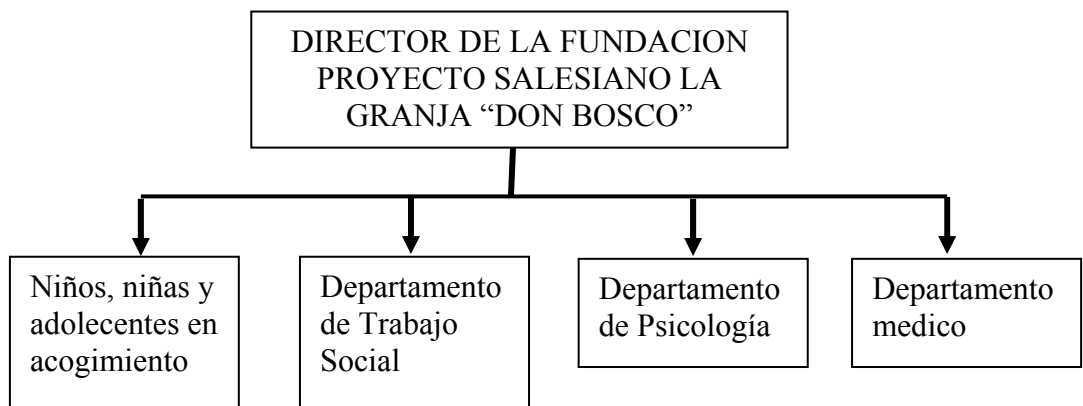 DIRECTOR DE LA FUNDACION
PROYECTO SALESIANO LA
GRANJA “DON BOSCO”
Niños, niñas y
adolecentes en
acogimiento
Departamento
de Trabajo
Social
Departamento
de Psicología
Departamento
medico